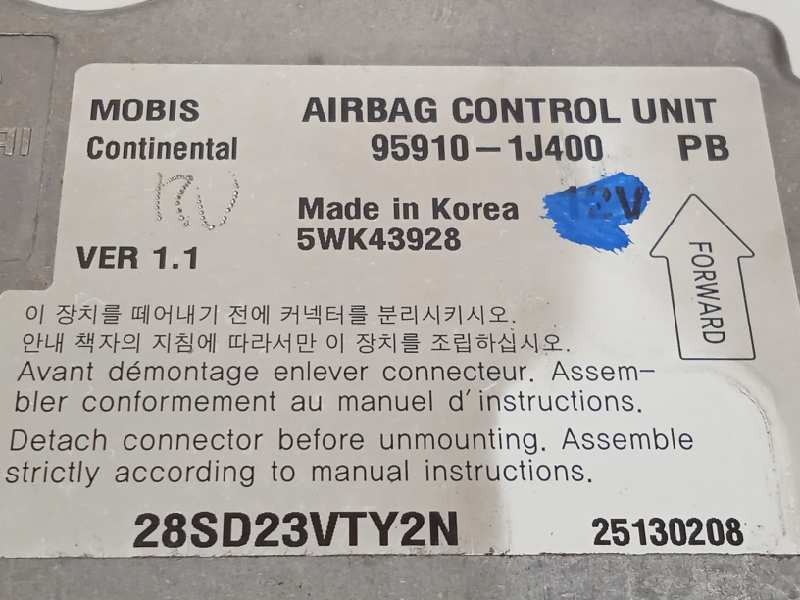 MOBIS AIRBAG CONTROL UNIT
Continental 95910-1J400 PB
Made in Korea 12V
5WK43928
VER 1.1
FORWARD
이 장치를 떼어내기 전에 커넥터를 분리시키시오.
안내 책자의 지침에 따라서만 이 장치를 조립하십시오.
Avant démontage enlever connecteur. Assem-
bler conformement au manuel d'instructions.
Detach connector before unmounting. Assemble
strictly according to manual instructions.
28SD23VTY2N 25130208